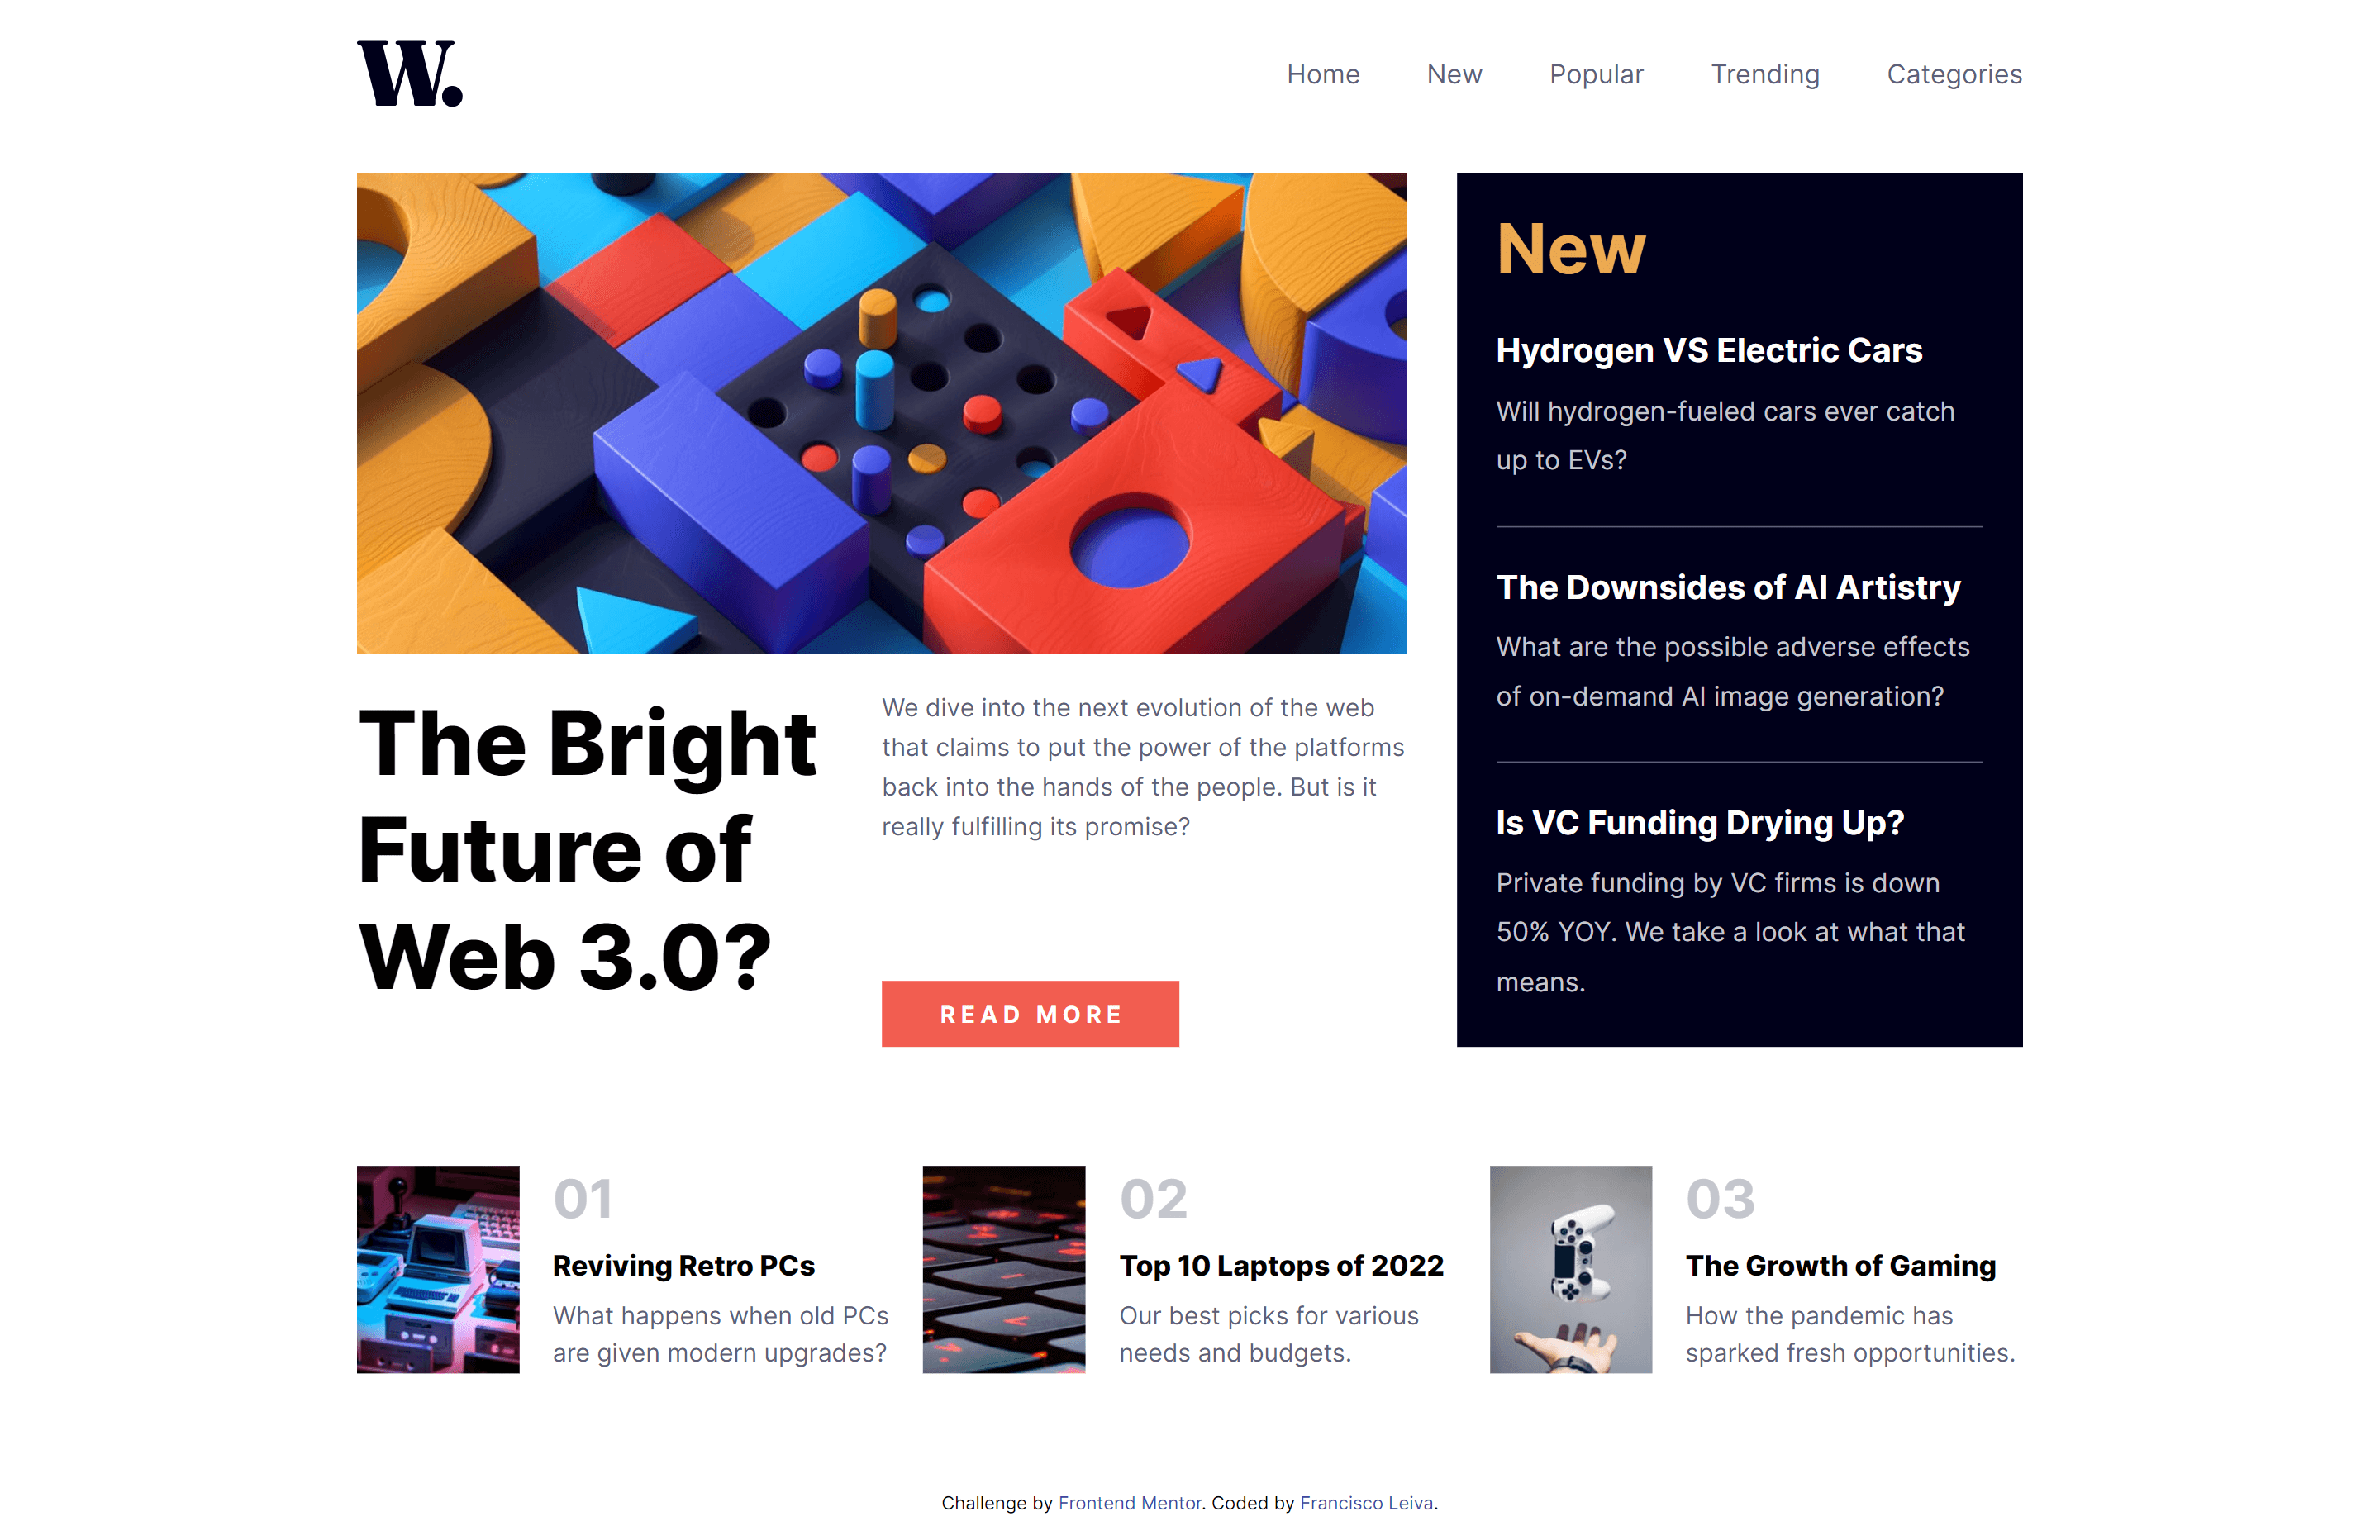 W.
Home New Popular Trending Categories
The Bright
Future of
Web 3.0?
We dive into the next evolution of the web
that claims to put the power of the platforms
back into the hands of the people. But is it
really fulfilling its promise?
READ MORE
New
Hydrogen VS Electric Cars
Will hydrogen-fueled cars ever catch
up to EVs?
The Downsides of AI Artistry
What are the possible adverse effects
of on-demand AI image generation?
Is VC Funding Drying Up?
Private funding by VC firms is down
50% YOY. We take a look at what that
means.
01
Reviving Retro PCs
What happens when old PCs
are given modern upgrades?
02
Top 10 Laptops of 2022
Our best picks for various
needs and budgets.
03
The Growth of Gaming
How the pandemic has
sparked fresh opportunities.
Challenge by Frontend Mentor. Coded by Francisco Leiva.